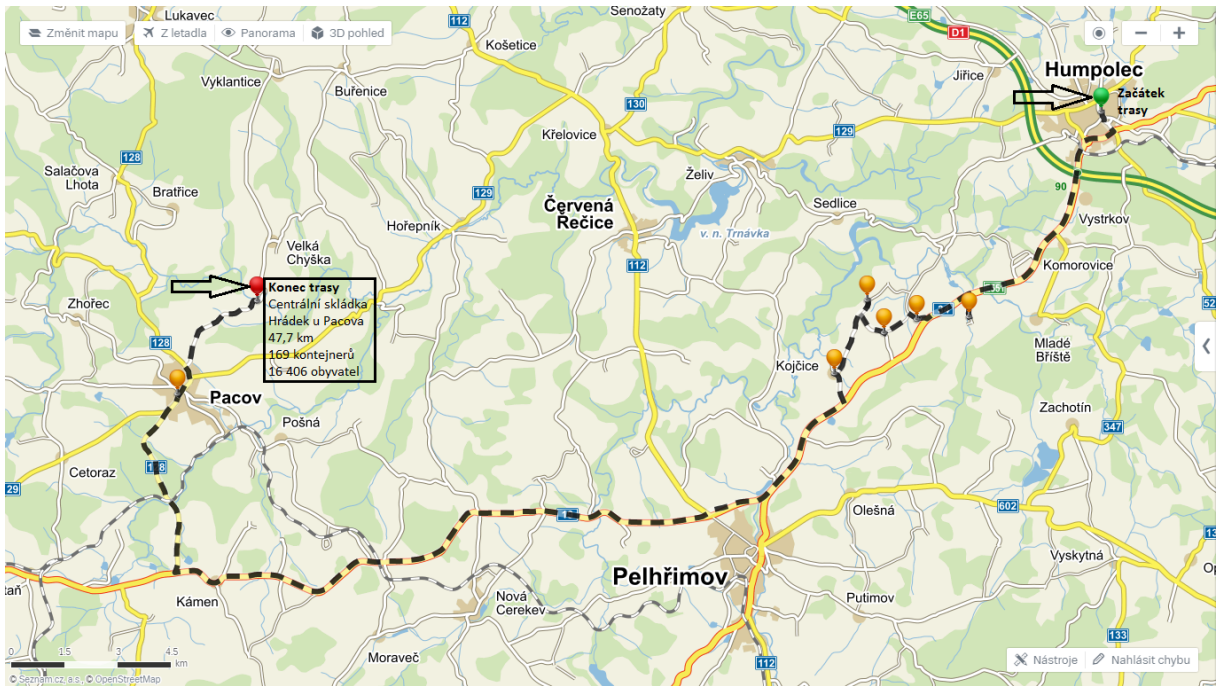 Změnit mapu
Z letadla
Panorama
3D pohled
Lukavec
112
Senožaty
E65
D1
Košetice
Humpolec
Jiřice
Začátek
trasy
Vyklantice
Buřenice
130
Křelovice
129
129
128
Salačova
Lhota
Bratřice
129
Želiv
Sedlice
90
Vystrkov
Červená
Řečice
Hořepník
v. n. Trnávka
Velká
Chyška
112
Komorovice
Konec trasy
Centrální skládka
Hrádek u Pacova
47,7 km
169 kontejnerů
16 406 obyvatel
Zhořec
128
52
Mladé
Bříště
Kojčice
Pacov
Pošná
Zachotín
347
Cetoraz
29
602
Olešná
Vyskytná
Pelhřimov
Kámen
Nová
Cerekev
Putimov
133
Moraveč
112
0
1.5
3
4.5
km
Nástroje
Nahlásit chybu
© Seznam.cz, a.s., © OpenStreetMap